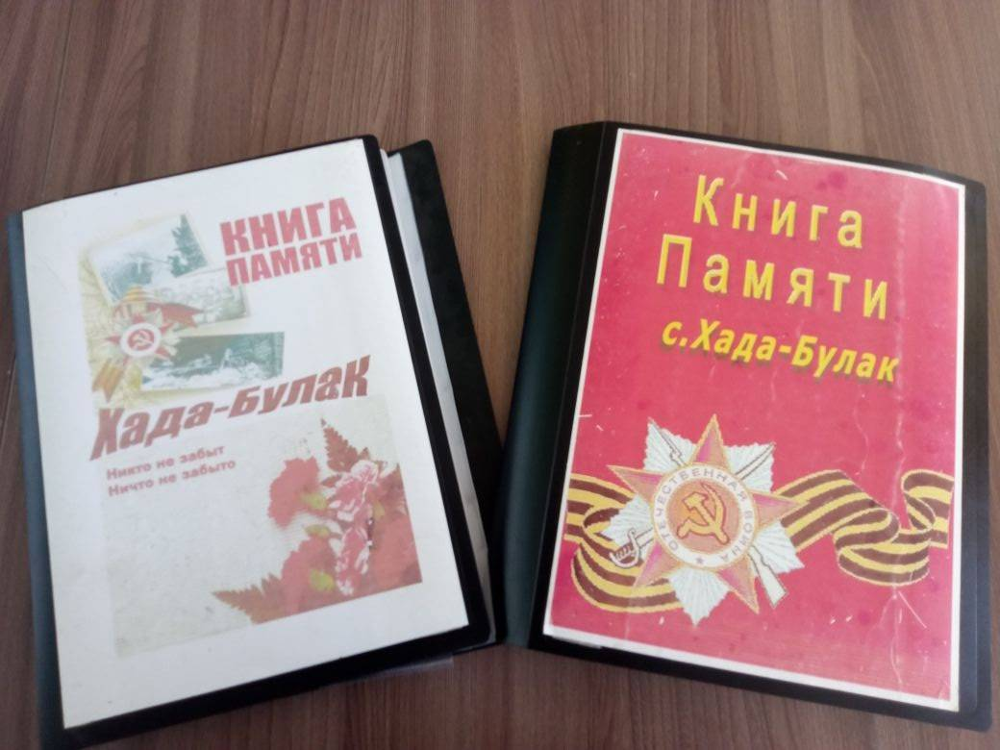 КНИГА
ПАМЯТИ
Хада-Булак
Никто не забыт
Ничто не забыто
Книга
Памяти
с.Хада-Булак
ОТЕЧЕСТВЕННАЯ ВОЙНА